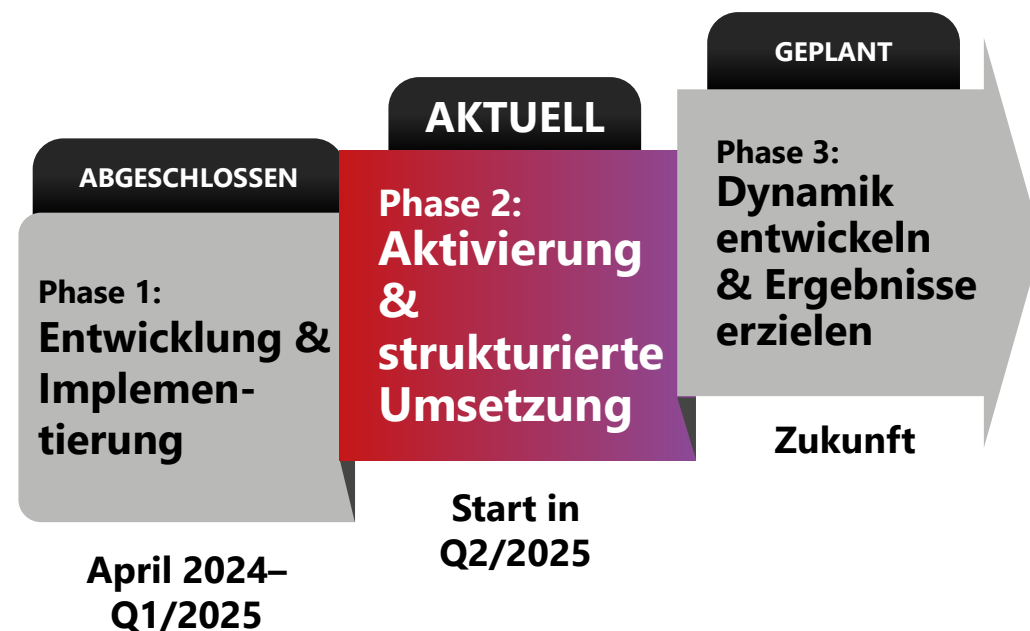 ABGESCHLOSSEN
Phase 1:
Entwicklung &
Implemen-
tierung
April 2024–
Q1/2025
AKTUELL
Phase 2:
Aktivierung
&
strukturierte
Umsetzung
Start in
Q2/2025
GEPLANT
Phase 3:
Dynamik
entwickeln
& Ergebnisse
erzielen
Zukunft